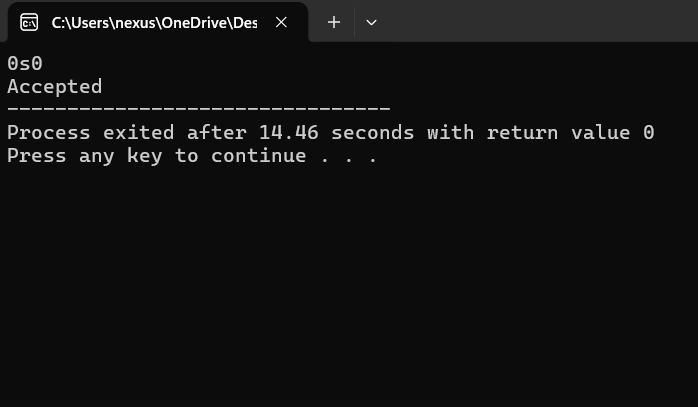 C:\Users\nexus\OneDrive\Des
0s0
Accepted
--------------------------------
Process exited after 14.46 seconds with return value 0
Press any key to continue . . .